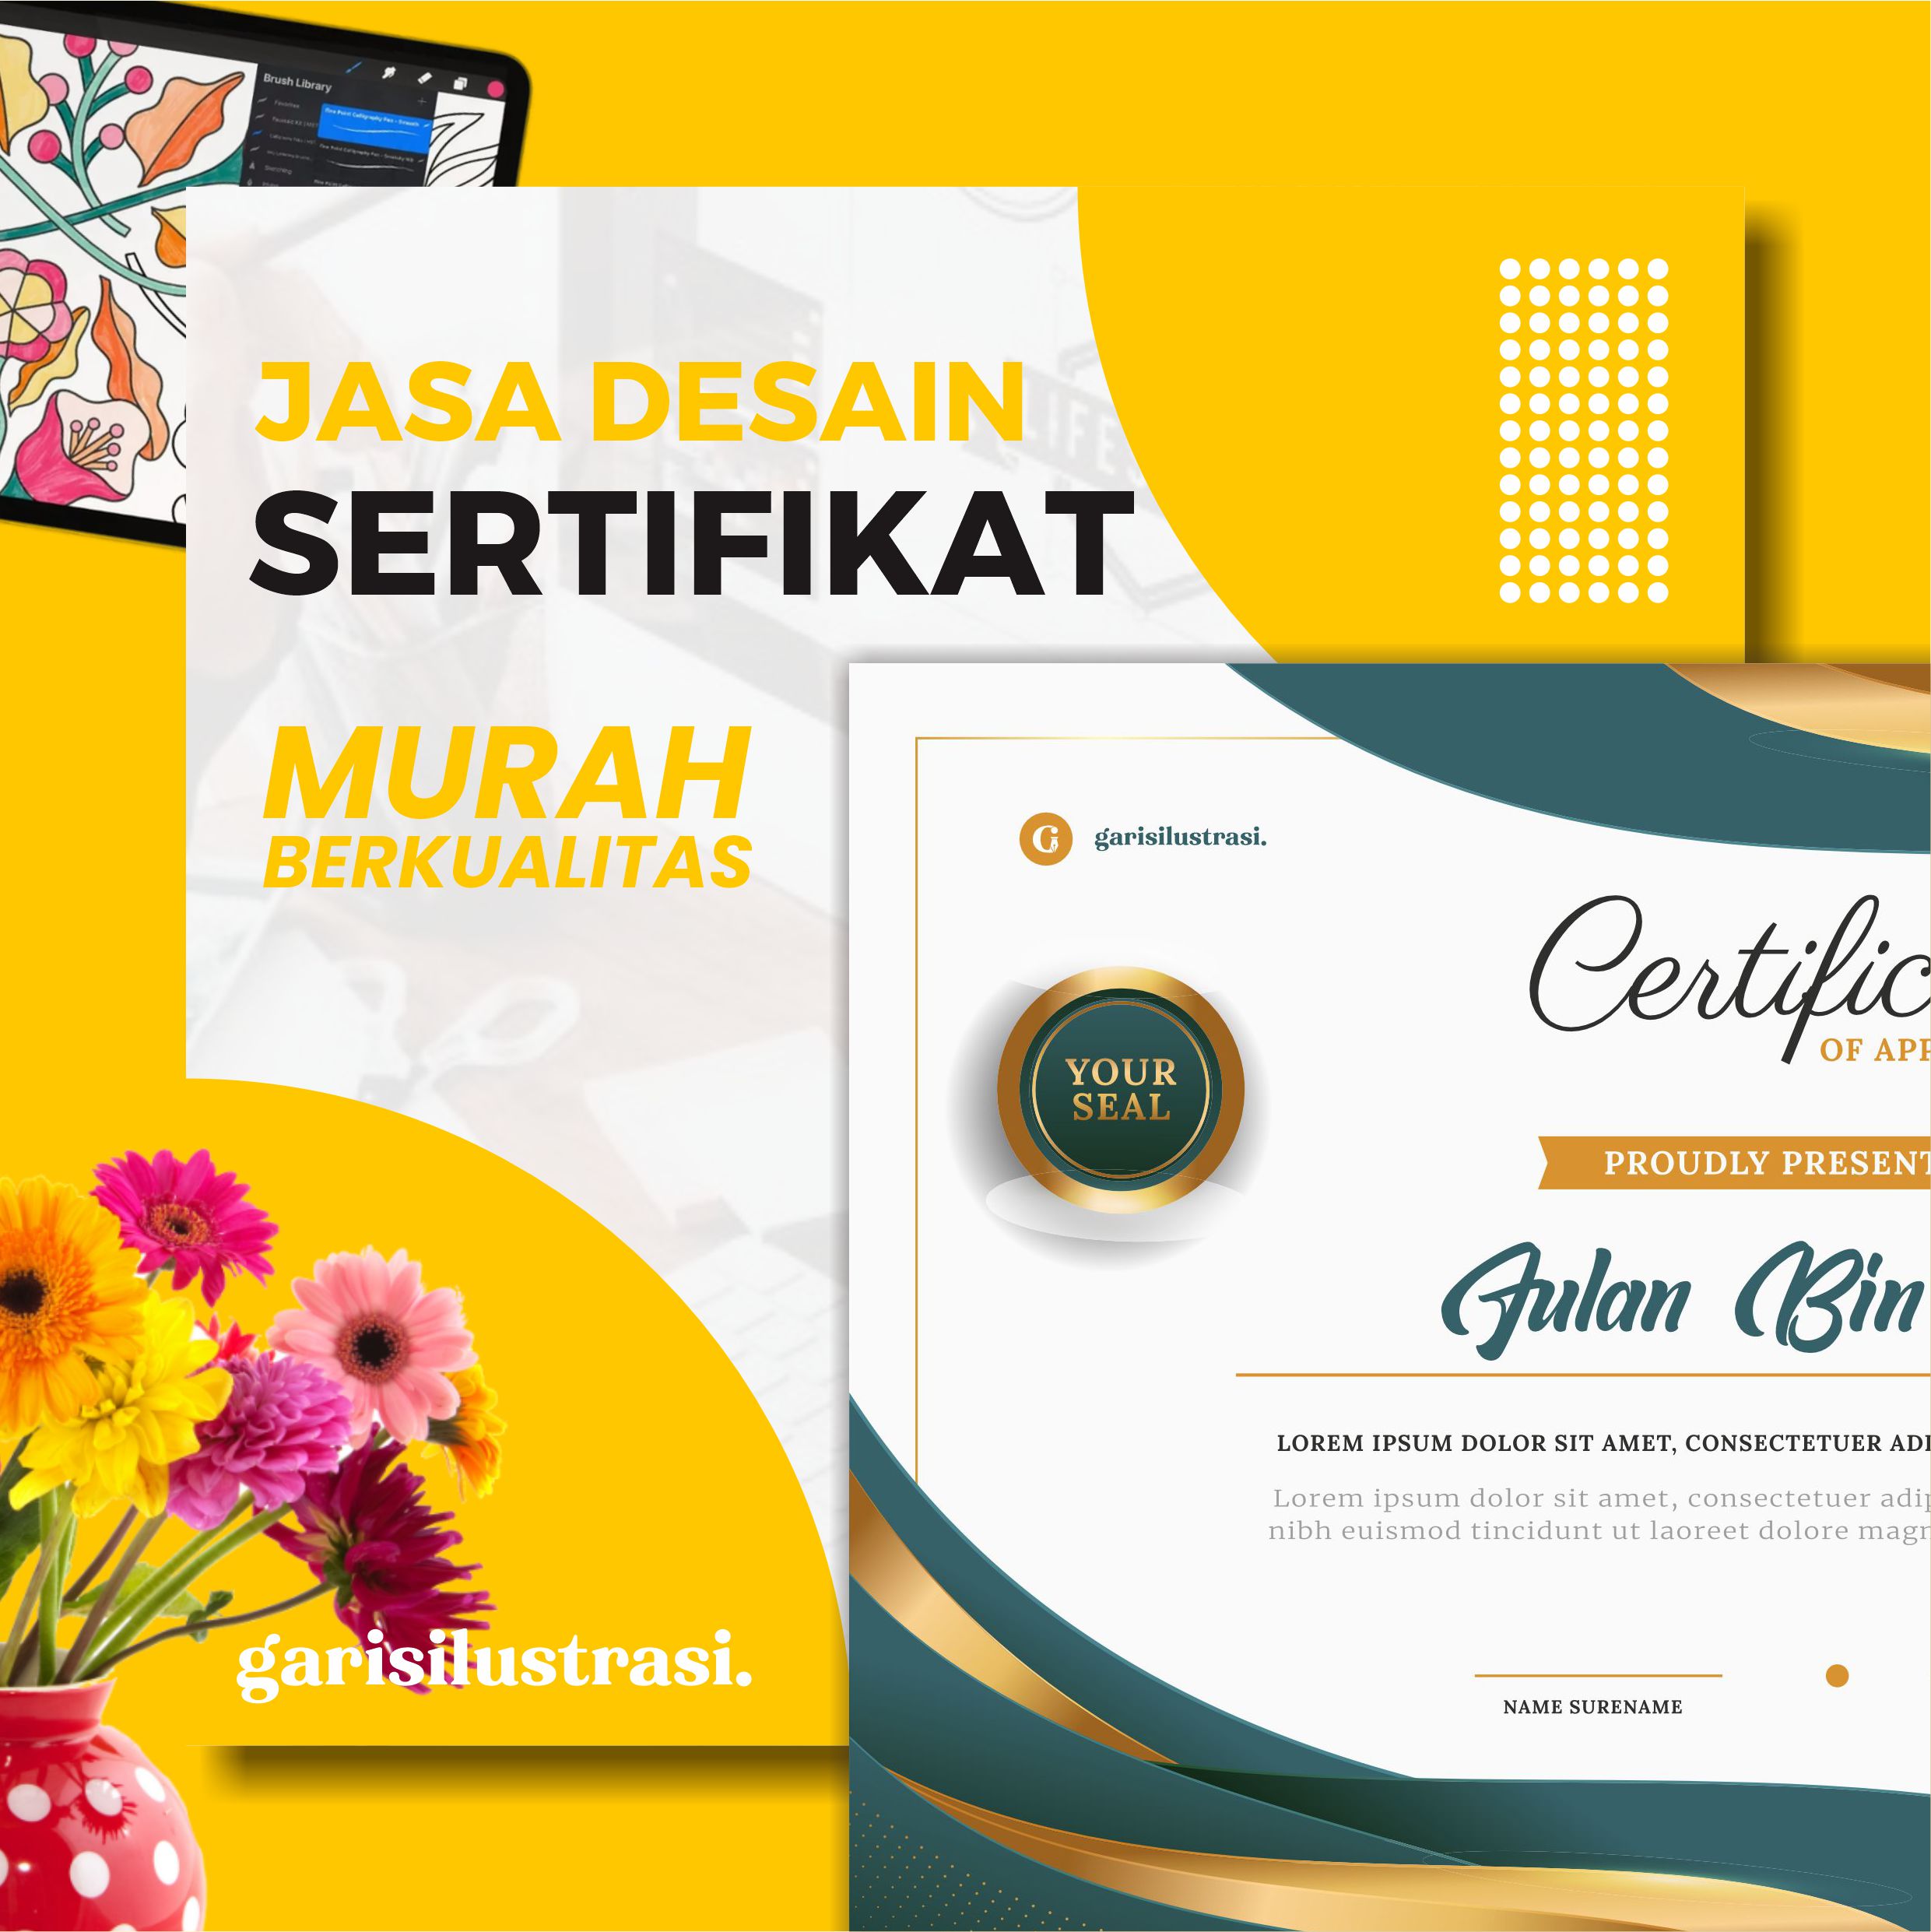 Brush Library
JASA DESAIN
SERTIFIKAT
MURAH
BERKUALITAS
garisilustrasi.
G garisilustrasi.
Certific
OF APP
YOUR
SEAL
PROUDLY PRESENT
Fulan Bin
LOREM IPSUM DOLOR SIT AMET, CONSECTETUER ADI
Lorem ipsum dolor sit amet, consectetuer adip
nibh euismod tincidunt ut laoreet dolore magn
NAME SURENAME